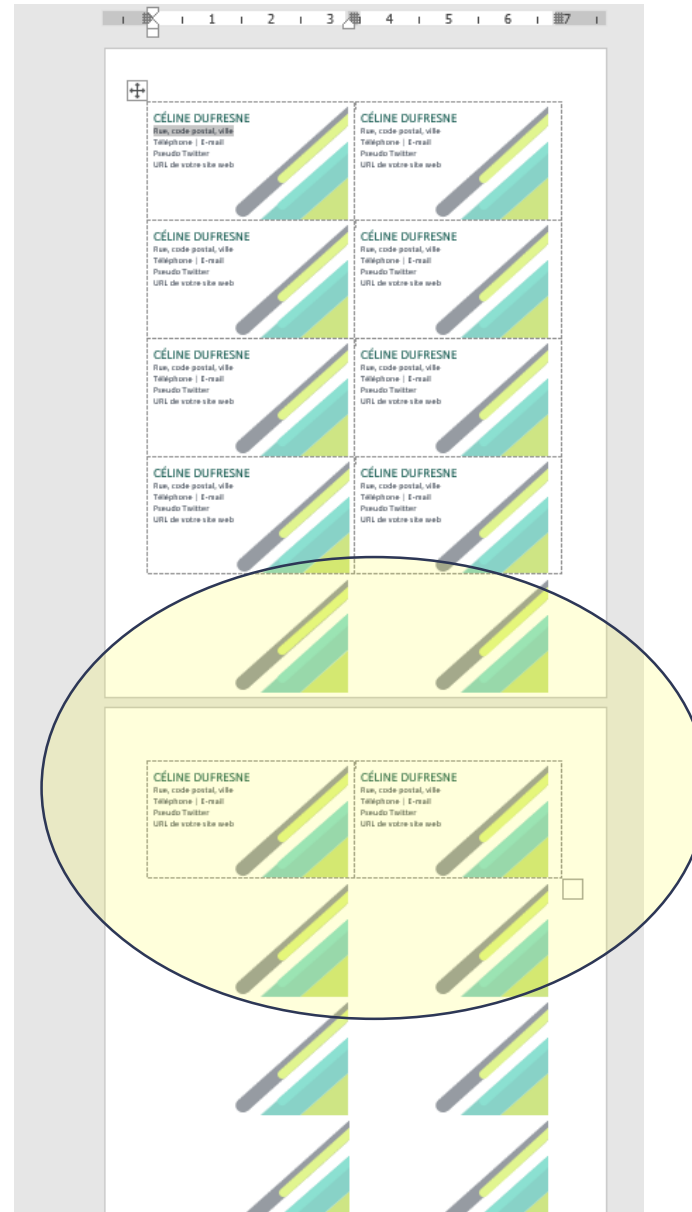 1 2 3 4 5 6 7
CÉLINE DUFRESNE
Rue, code postal, ville
Téléphone | E-mail
Pseudo Twitter
URL de votre site web
CÉLINE DUFRESNE
Rue, code postal, ville
Téléphone | E-mail
Pseudo Twitter
URL de votre site web
CÉLINE DUFRESNE
Rue, code postal, ville
Téléphone | E-mail
Pseudo Twitter
URL de votre site web
CÉLINE DUFRESNE
Rue, code postal, ville
Téléphone | E-mail
Pseudo Twitter
URL de votre site web
CÉLINE DUFRESNE
Rue, code postal, ville
Téléphone | E-mail
Pseudo Twitter
URL de votre site web
CÉLINE DUFRESNE
Rue, code postal, ville
Téléphone | E-mail
Pseudo Twitter
URL de votre site web
CÉLINE DUFRESNE
Rue, code postal, ville
Téléphone | E-mail
Pseudo Twitter
URL de votre site web
CÉLINE DUFRESNE
Rue, code postal, ville
Téléphone | E-mail
Pseudo Twitter
URL de votre site web
CÉLINE DUFRESNE
Rue, code postal, ville
Téléphone | E-mail
Pseudo Twitter
URL de votre site web
CÉLINE DUFRESNE
Rue, code postal, ville
Téléphone | E-mail
Pseudo Twitter
URL de votre site web